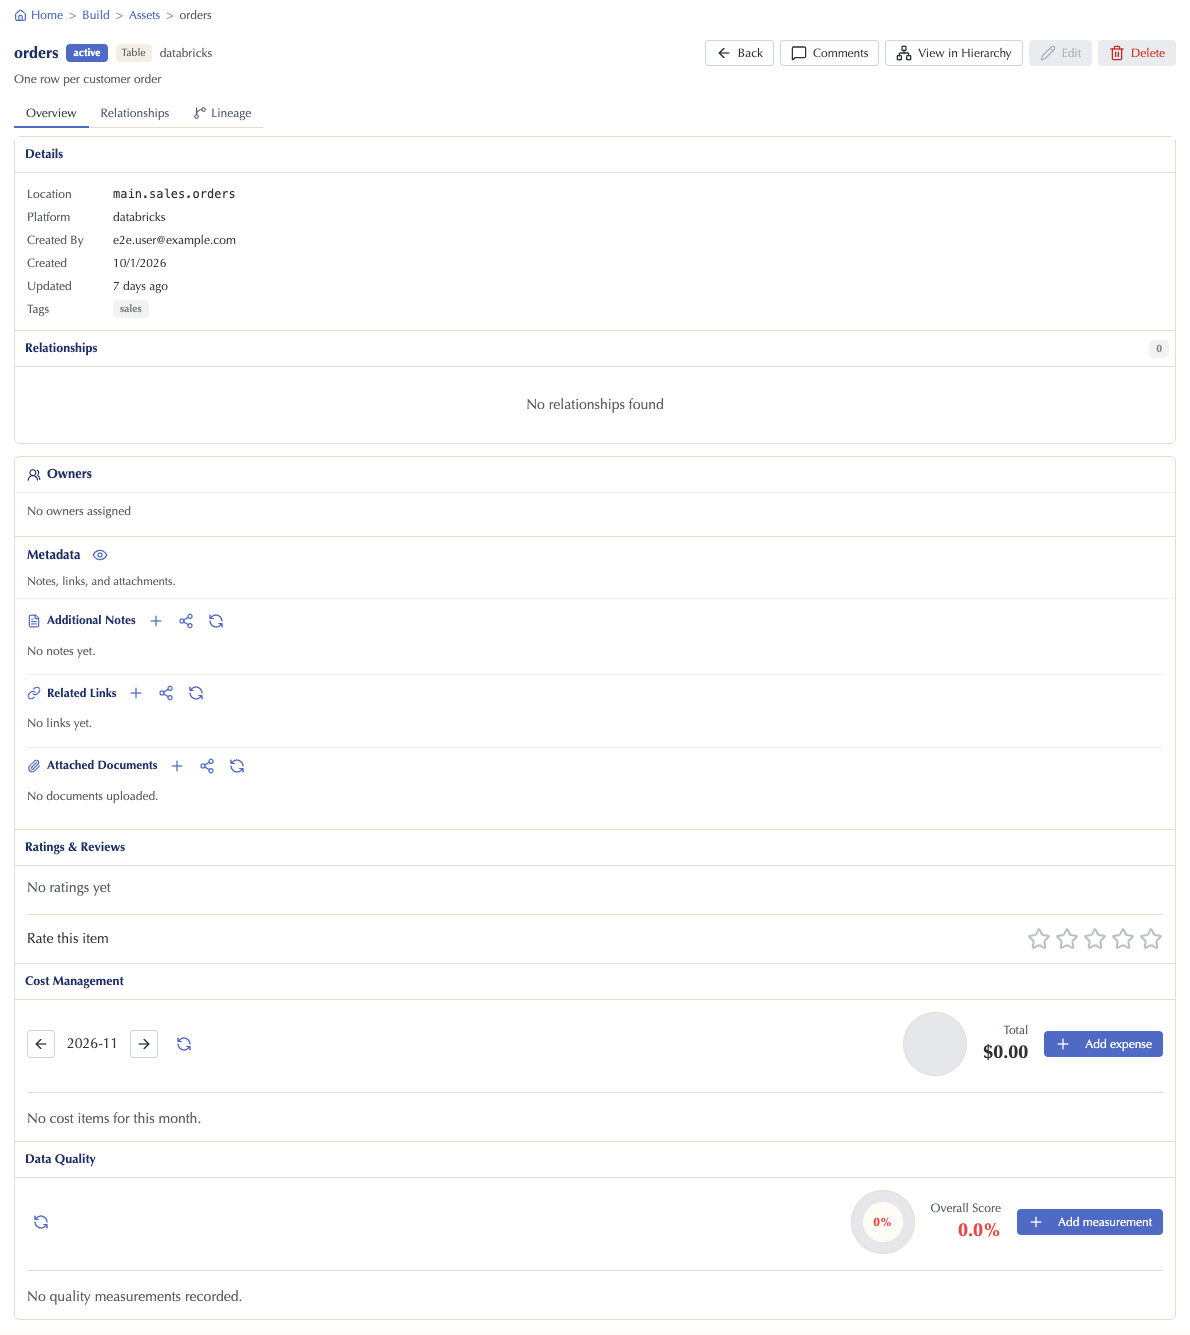 Home > Build > Assets > orders
orders active Table databricks
Back Comments View in Hierarchy Edit Delete
One row per customer order
Overview Relationships Lineage
Details
Location main.sales.orders
Platform databricks
Created By e2e.user@example.com
Created 10/1/2026
Updated 7 days ago
Tags sales
Relationships 0
No relationships found
Owners
No owners assigned
Metadata
Notes, links, and attachments.
Additional Notes
No notes yet.
Related Links
No links yet.
Attached Documents
No documents uploaded.
Ratings & Reviews
No ratings yet
Rate this item
Cost Management
2026-11
Total
$0.00
Add expense
No cost items for this month.
Data Quality
0%
Overall Score
0.0%
Add measurement
No quality measurements recorded.